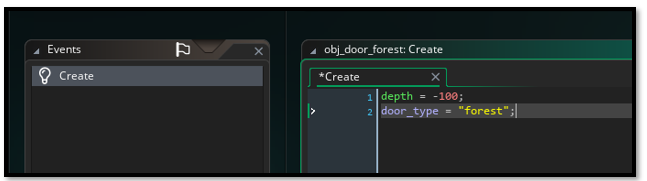 Events
obj_door_forest: Create
Create
*Create
1 depth = -100;
2 door_type = "forest";